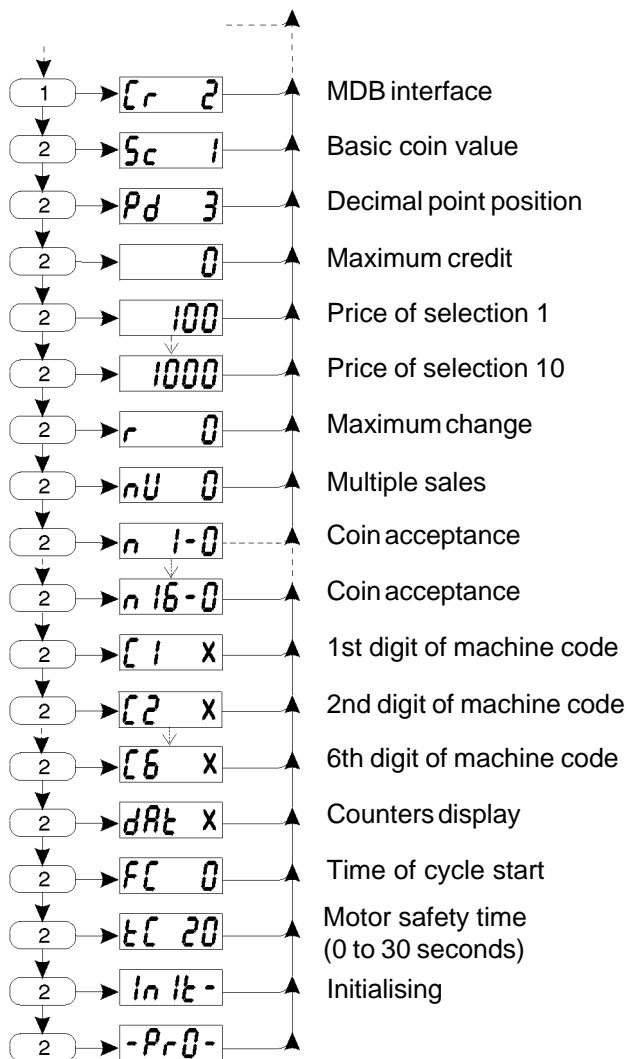 1 Cr 2 MDB interface
2 Sc 1 Basic coin value
2 Pd 3 Decimal point position
2 0 Maximum credit
2 100 Price of selection 1
2 1000 Price of selection 10
2 r 0 Maximum change
2 nU 0 Multiple sales
2 n 1-0 Coin acceptance
2 n 16-0 Coin acceptance
2 C1 X 1st digit of machine code
2 C2 X 2nd digit of machine code
2 C6 X 6th digit of machine code
2 dAt X Counters display
2 FC 0 Time of cycle start
2 tC 20 Motor safety time
(0 to 30 seconds)
2 InIt- Initialising
2 -Pr0-